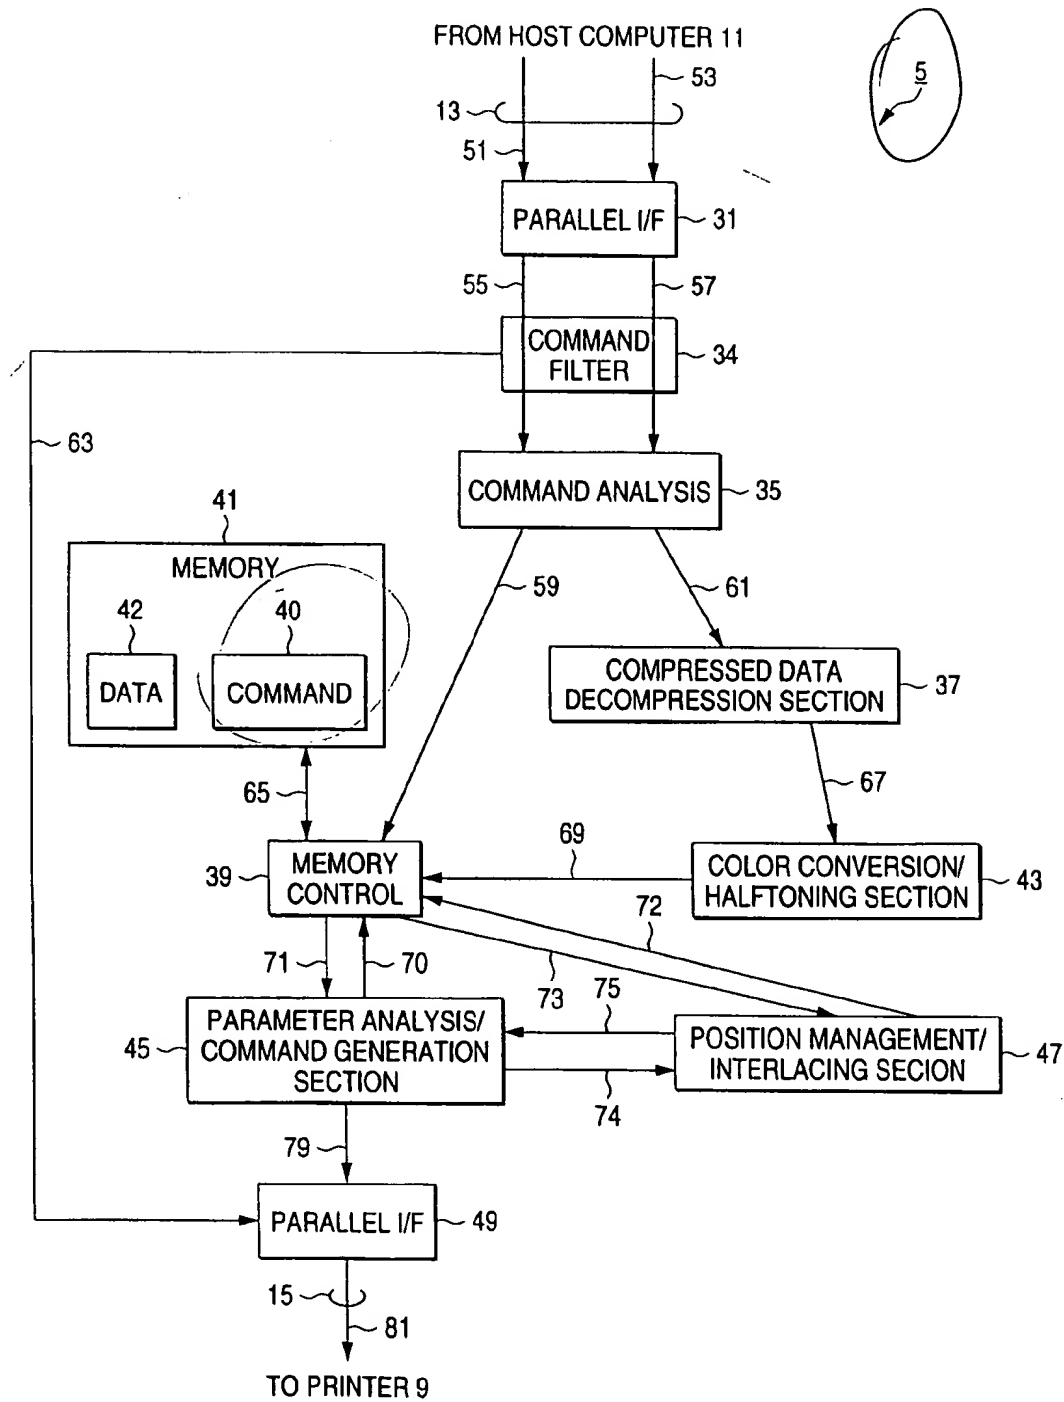 FROM HOST COMPUTER 11
5
53
13
51
PARALLEL I/F
31
55
57
COMMAND
FILTER
34
63
COMMAND ANALYSIS
35
41
MEMORY
59
61
42
40
DATA
COMMAND
COMPRESSED DATA
DECOMPRESSION SECTION
37
65
67
69
39
MEMORY
CONTROL
COLOR CONVERSION/
HALFTONING SECTION
43
72
71
70
73
75
45
PARAMETER ANALYSIS/
COMMAND GENERATION
SECTION
POSITION MANAGEMENT/
INTERLACING SECION
47
74
79
PARALLEL I/F
49
15
81
TO PRINTER 9